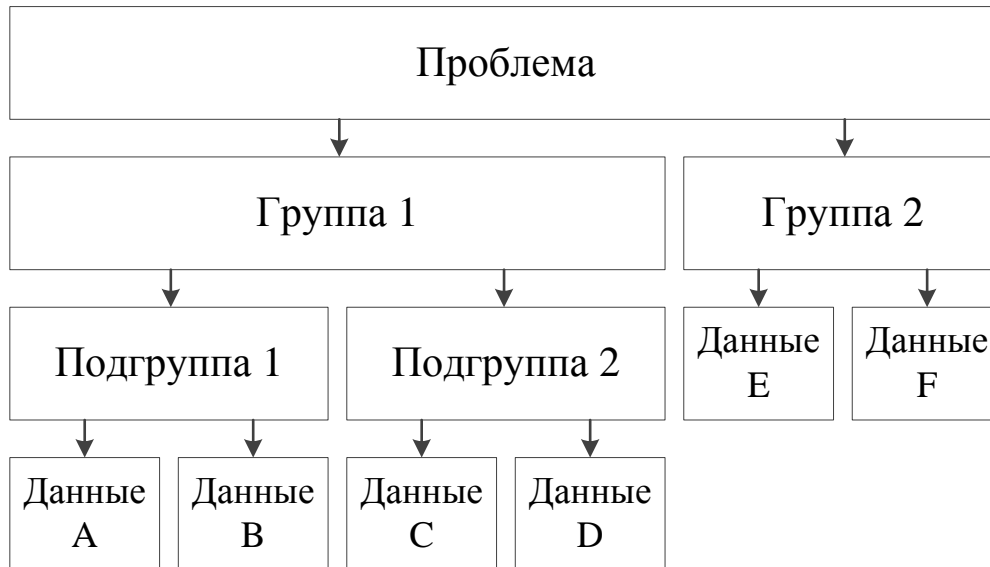 Проблема
Группа 1
Группа 2
Подгруппа 1
Подгруппа 2
Данные
E
Данные
F
Данные
A
Данные
B
Данные
C
Данные
D